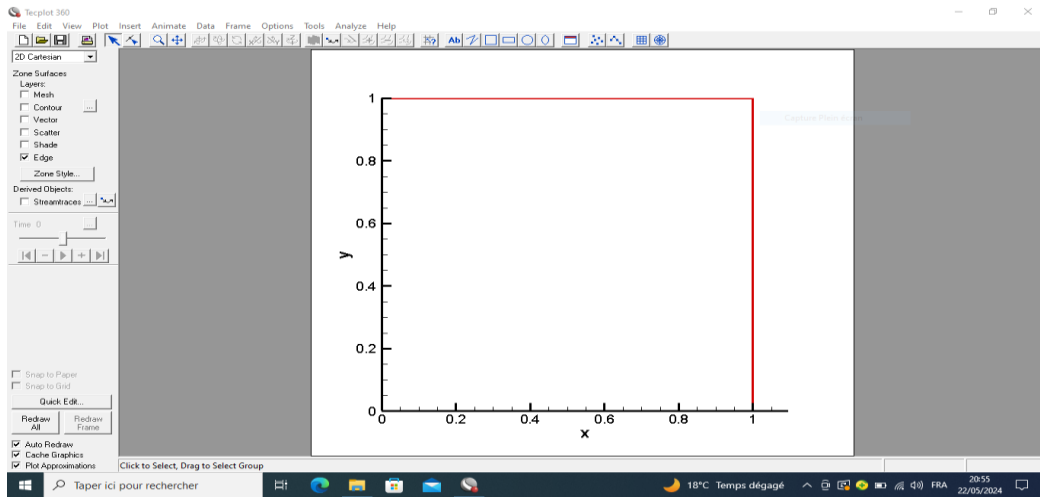 Tecplot 360
File Edit View Plot Insert Animate Data Frame Options Tools Analyze Help
2D Cartesian
Zone Surfaces
Layers:
Mesh
Contour ...
Vector
Scatter
Shade
Edge
Zone Style...
Derived Objects:
Streamtraces ...
Time 0 ...
Snap to Paper
Snap to Grid
Quick Edit...
Redraw All
Redraw Frame
Auto Redraw
Cache Graphics
Plot Approximations
Ab
1
0.8
0.6
y
0.4
0.2
0
0 0.2 0.4 0.6 0.8 1
x
Capture Plein écran
Click to Select, Drag to Select Group
Taper ici pour rechercher
18°C Temps dégagé
FRA
20:55
22/05/2024